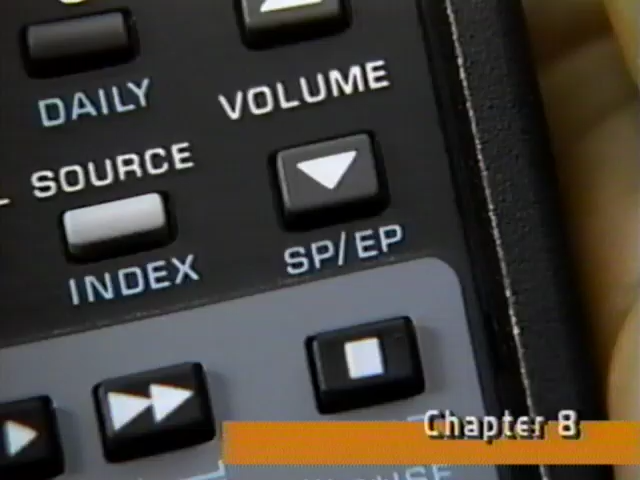 DAILY
VOLUME
SOURCE
INDEX
SP/EP
Chapter 8